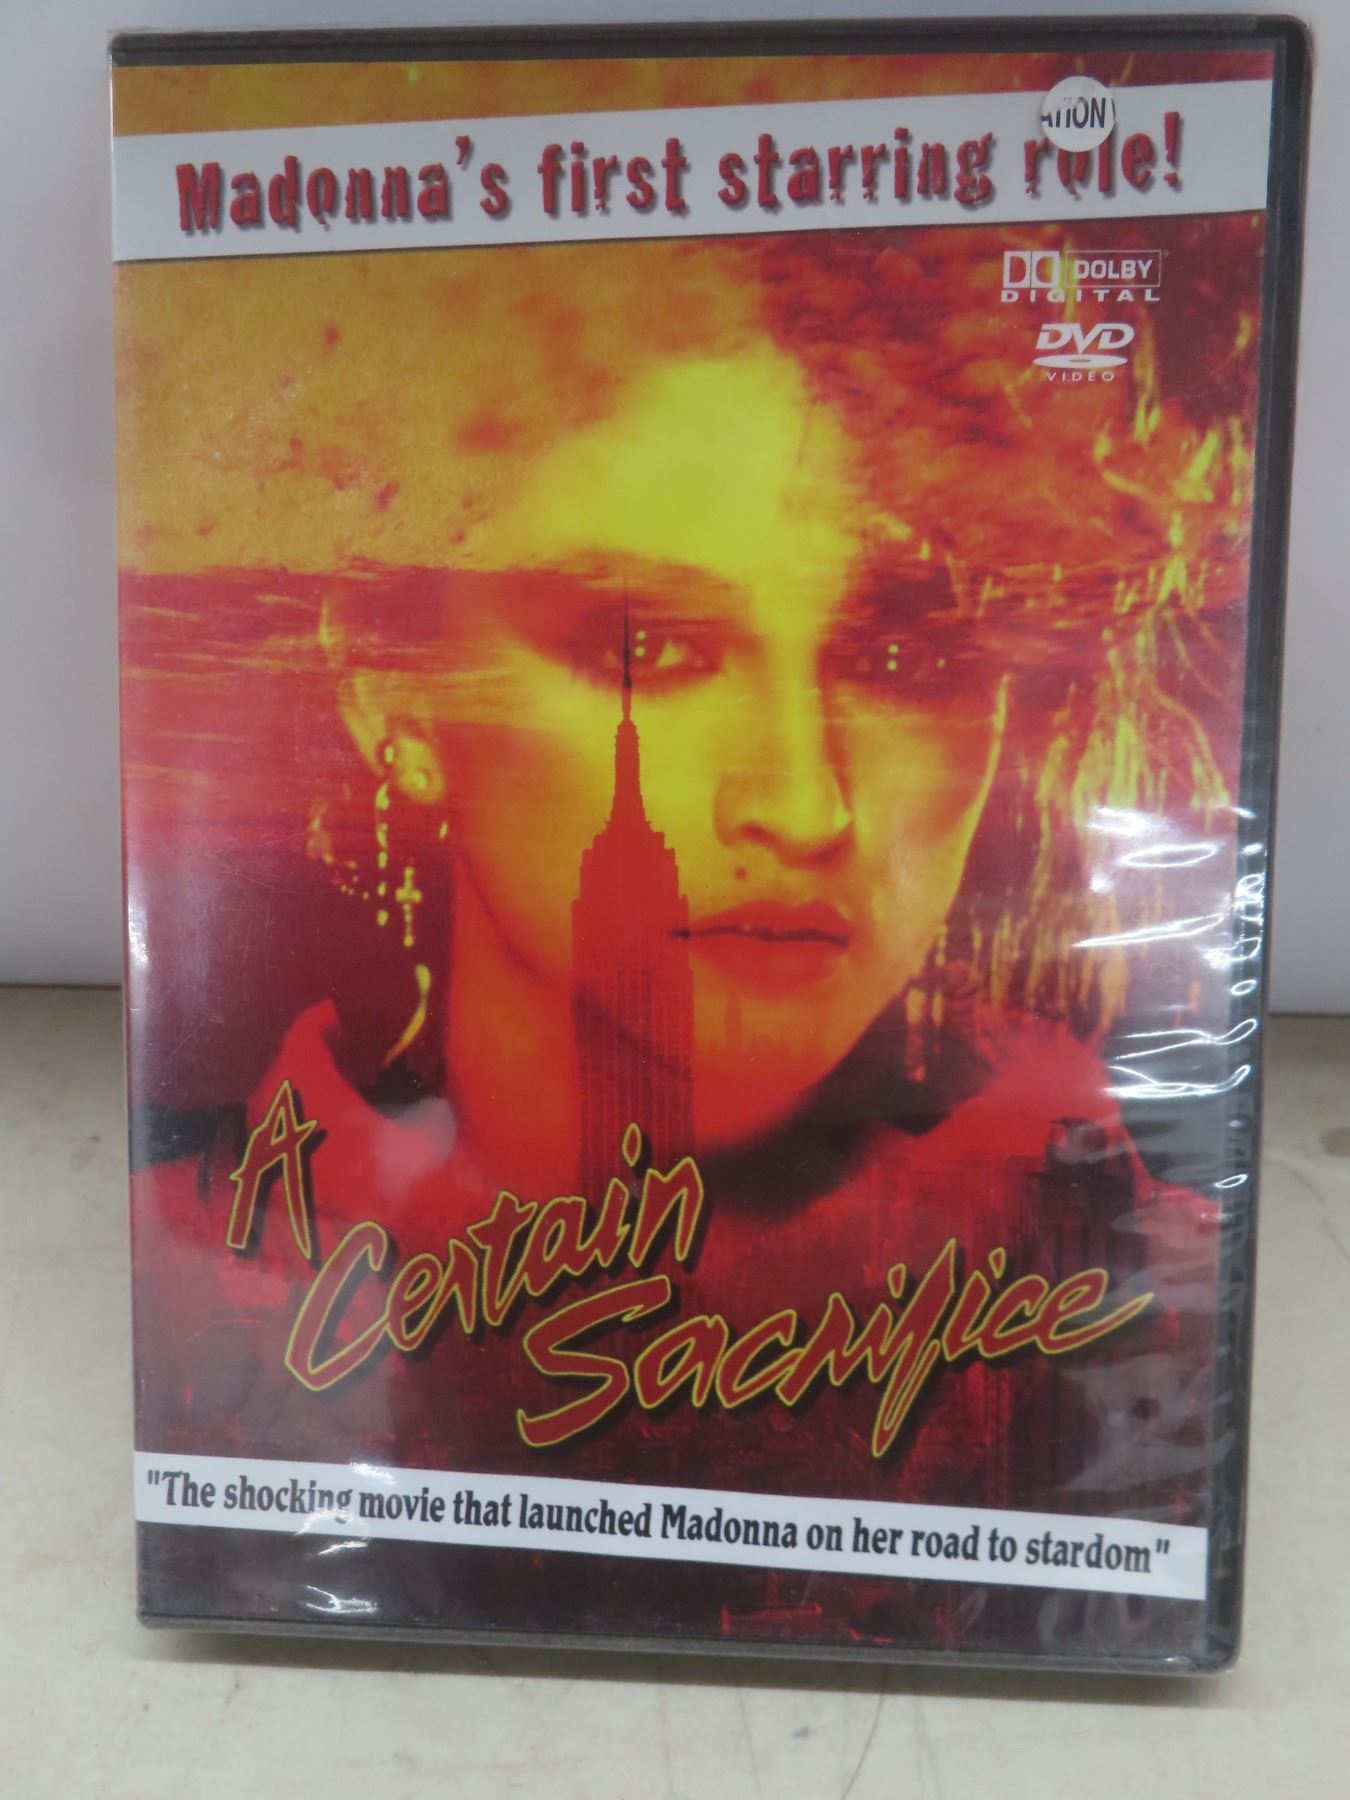 Madonna's first starring role!
ATION
DOLBY
DIGITAL
DVD
VIDEO
A
Certain
Sacrifice
"The shocking movie that launched Madonna on her road to stardom"